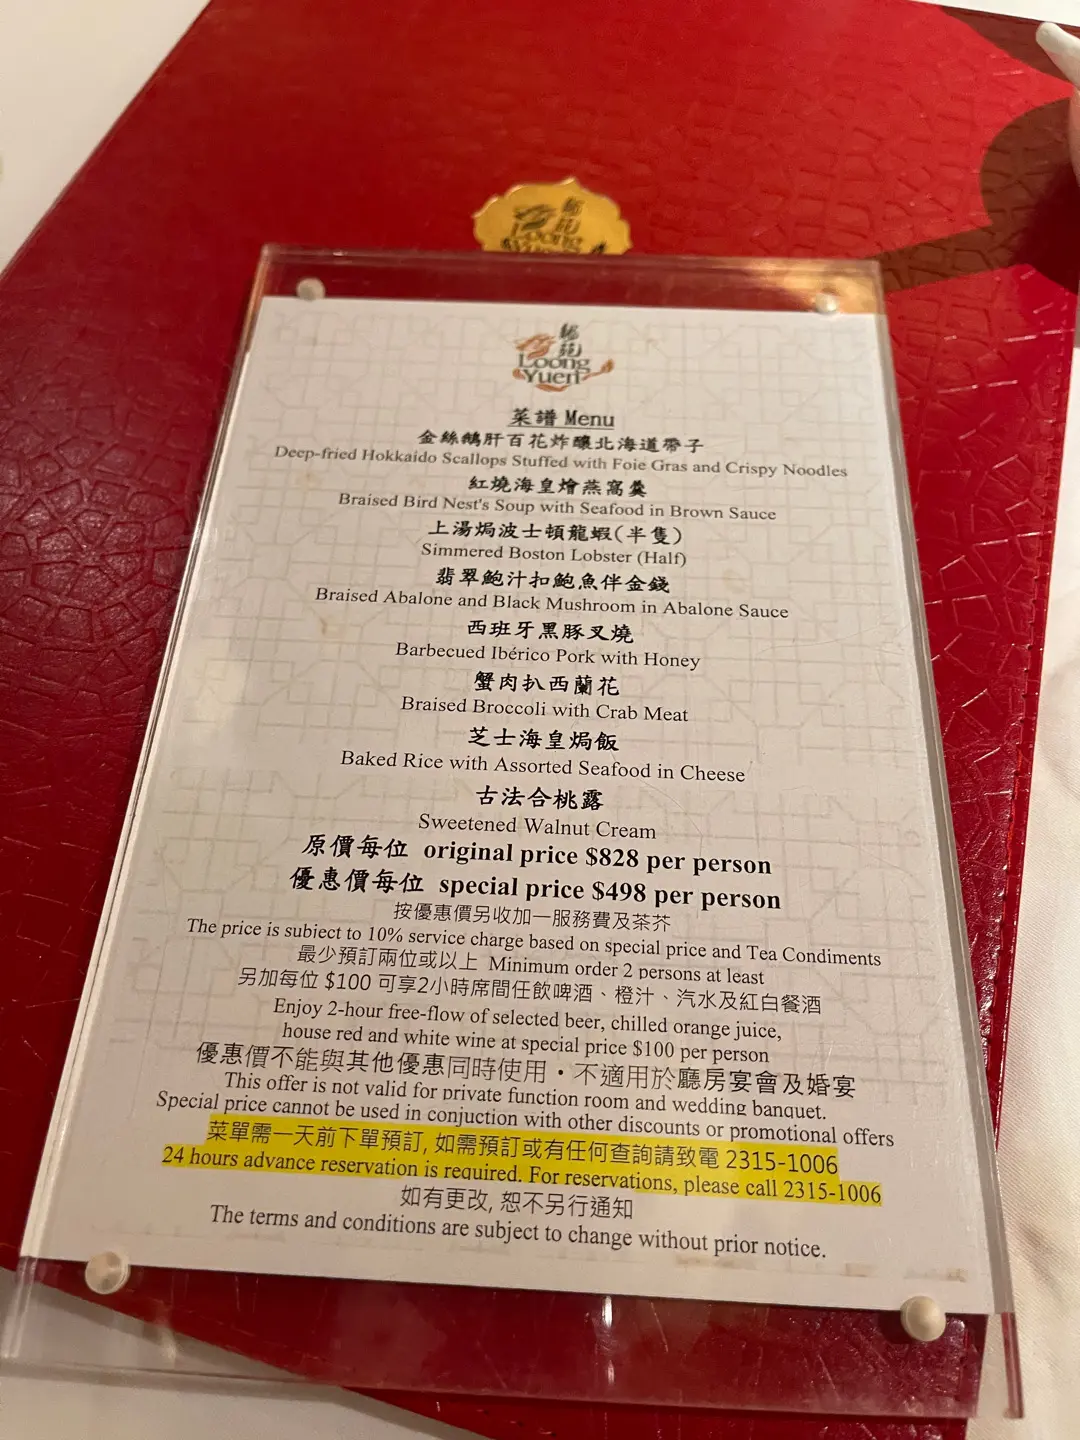 龍苑
Loong
龍苑
Loong
Yuen
菜譜 Menu
金絲鵝肝百花炸釀北海道帶子
Deep-fried Hokkaido Scallops Stuffed with Foie Gras and Crispy Noodles
紅燒海皇燴燕窩羹
Braised Bird Nest's Soup with Seafood in Brown Sauce
上湯焗波士頓龍蝦(半隻)
Simmered Boston Lobster (Half)
翡翠鮑汁扣鮑魚伴金錢
Braised Abalone and Black Mushroom in Abalone Sauce
西班牙黑豚叉燒
Barbecued Ibérico Pork with Honey
蟹肉扒西蘭花
Braised Broccoli with Crab Meat
芝士海皇焗飯
Baked Rice with Assorted Seafood in Cheese
古法合桃露
Sweetened Walnut Cream
原價每位 original price $828 per person
優惠價每位 special price $498 per person
按優惠價另收加一服務費及茶芥
The price is subject to 10% service charge based on special price and Tea Condiments
最少預訂兩位或以上 Minimum order 2 persons at least
另加每位 $100 可享2小時席間任飲啤酒、橙汁、汽水及紅白餐酒
Enjoy 2-hour free-flow of selected beer, chilled orange juice,
house red and white wine at special price $100 per person
優惠價不能與其他優惠同時使用・不適用於廳房宴會及婚宴
This offer is not valid for private function room and wedding banquet.
Special price cannot be used in conjuction with other discounts or promotional offers
菜單需一天前下單預訂, 如需預訂或有任何查詢請致電 2315-1006
24 hours advance reservation is required. For reservations, please call 2315-1006
如有更改, 恕不另行通知
The terms and conditions are subject to change without prior notice.